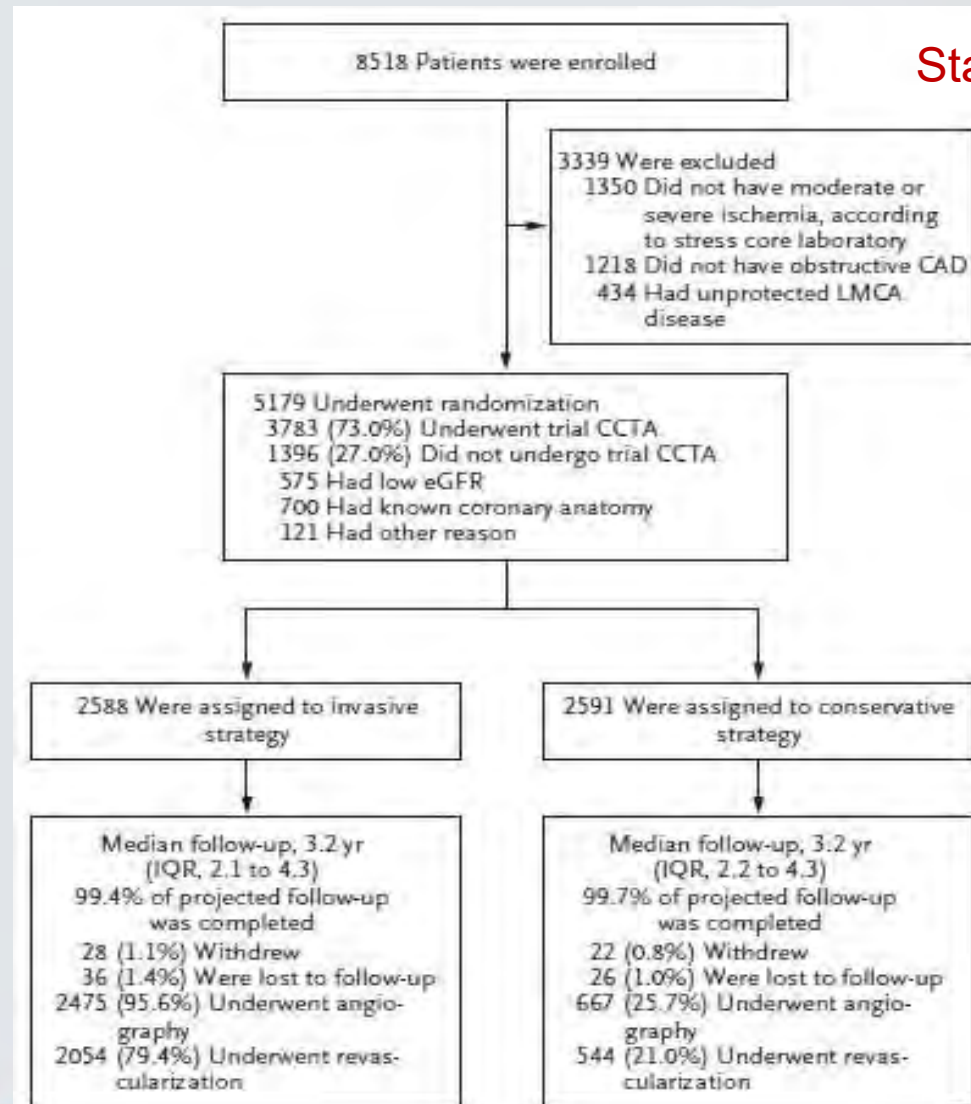 8518 Patients were enrolled
Sta
3339 Were excluded
1350 Did not have moderate or
severe ischemia, according
to stress core laboratory
1218 Did not have obstructive CAD
434 Had unprotected LMCA
disease
5179 Underwent randomization
3783 (73.0%) Underwent trial CCTA
1396 (27.0%) Did not undergo trial CCTA
575 Had low eGFR
700 Had known coronary anatomy
121 Had other reason
2588 Were assigned to invasive
strategy
2591 Were assigned to conservative
strategy
Median follow-up, 3.2 yr
(IQR, 2.1 to 4.3)
99.4% of projected follow-up
was completed
28 (1.1%) Withdrew
36 (1.4%) Were lost to follow-up
2475 (95.6%) Underwent angio-
graphy
2054 (79.4%) Underwent revas-
cularization
Median follow-up, 3.2 yr
(IQR, 2.2 to 4.3)
99.7% of projected follow-up
was completed
22 (0.8%) Withdrew
26 (1.0%) Were lost to follow-up
667 (25.7%) Underwent angio-
graphy
544 (21.0%) Underwent revas-
cularization